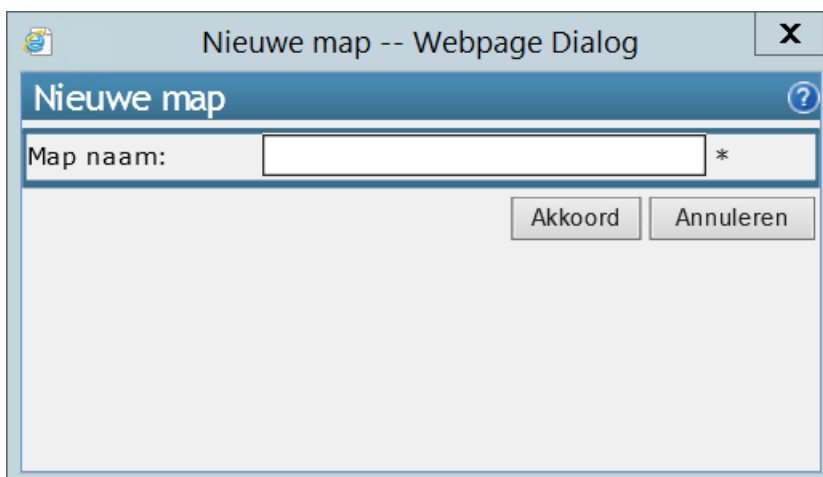 Nieuwe map -- Webpage Dialog X
Nieuwe map ?
Map naam: *
Akkoord Annuleren